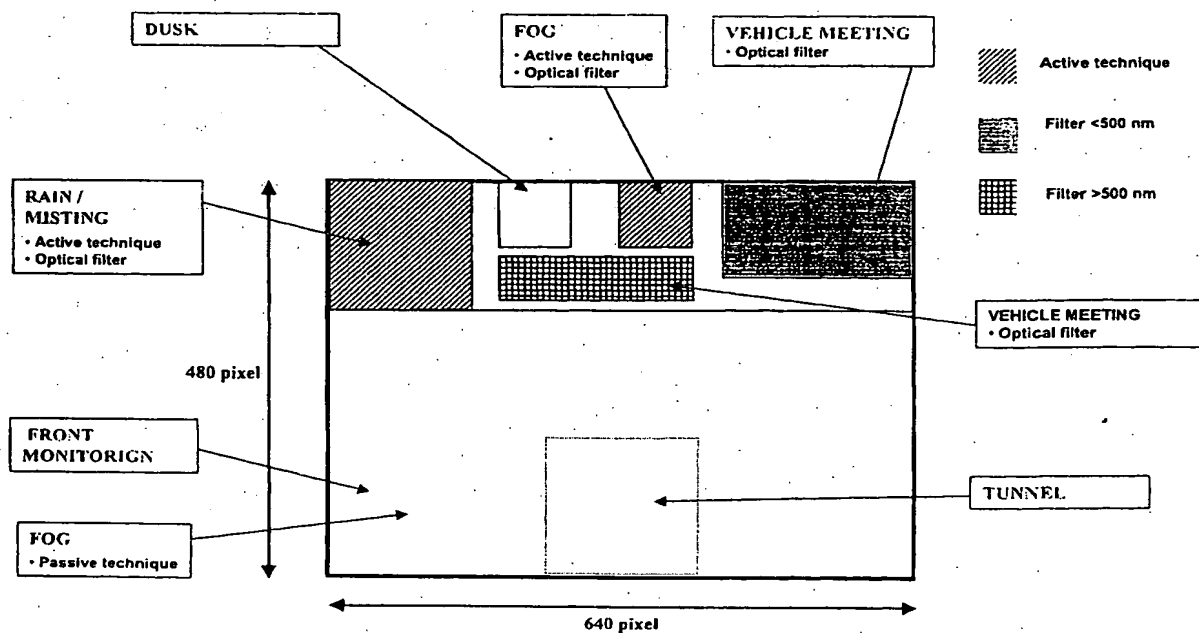 DUSK
FOG
• Active technique
• Optical filter
VEHICLE MEETING
• Optical filter
Active technique
Filter <500 nm
Filter >500 nm
RAIN /
MISTING
• Active technique
• Optical filter
VEHICLE MEETING
• Optical filter
480 pixel
FRONT
MONITORIGN
TUNNEL
FOG
• Passive technique
640 pixel